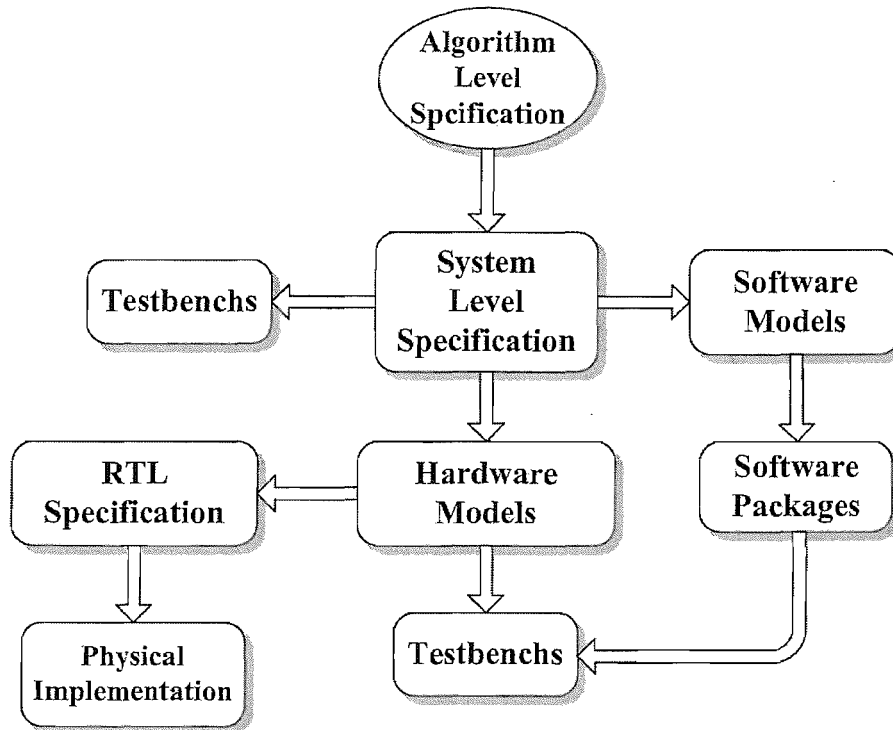 Algorithm
Level
Spcification
System
Level
Specification
Testbenchs
Software
Models
RTL
Specification
Hardware
Models
Software
Packages
Physical
Implementation
Testbenchs